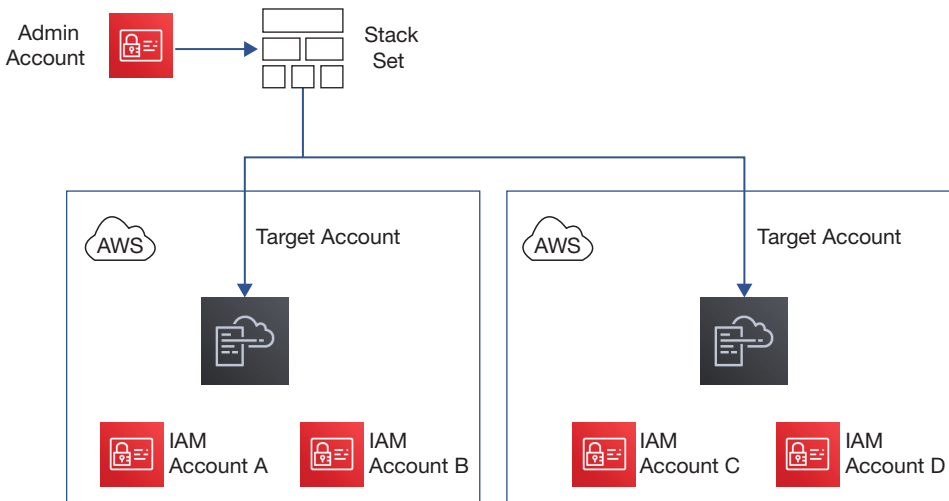 Admin
Account
Stack
Set
AWS
Target Account
IAM
Account A
IAM
Account B
AWS
Target Account
IAM
Account C
IAM
Account D